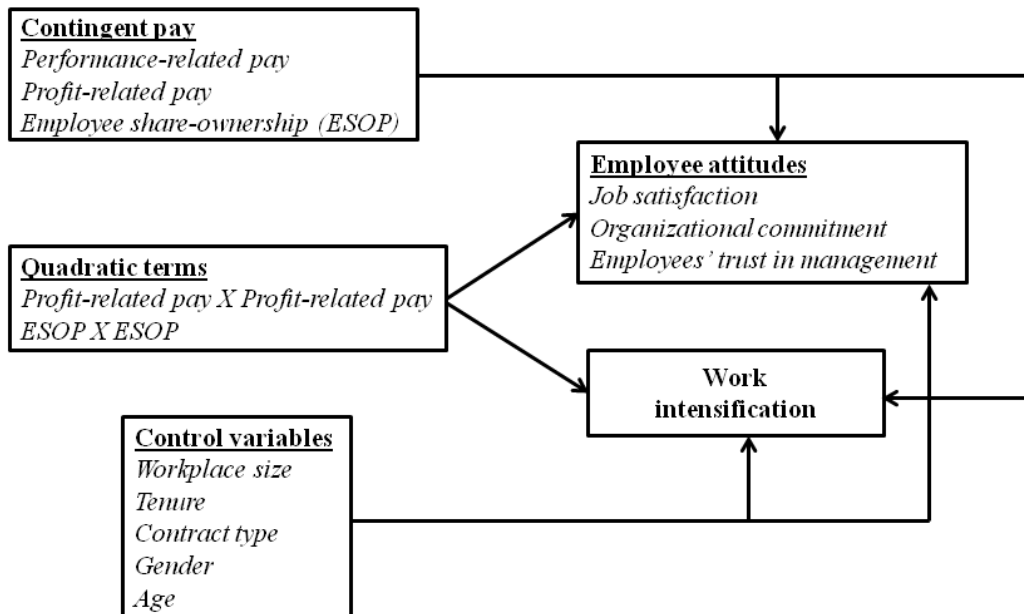 Contingent pay
Performance-related pay
Profit-related pay
Employee share-ownership (ESOP)
Employee attitudes
Job satisfaction
Organizational commitment
Employees' trust in management
Quadratic terms
Profit-related pay X Profit-related pay
ESOP X ESOP
Work
intensification
Control variables
Workplace size
Tenure
Contract type
Gender
Age